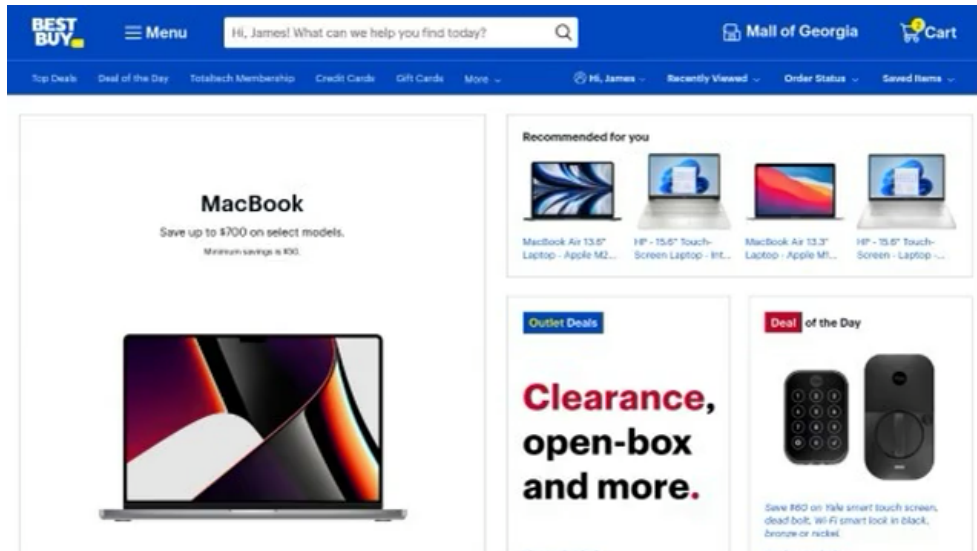 BEST
BUY
Menu
Hi, James! What can we help you find today?
Mall of Georgia
2
Cart
Top Deals
Deal of the Day
Totaltech Membership
Credit Cards
Gift Cards
More
Hi, James
Recently Viewed
Order Status
Saved Items
MacBook
Save up to $700 on select models.
Minimum savings is $100.
Recommended for you
MacBook Air 13.6"
Laptop - Apple M2...
HP - 15.6" Touch-
Screen Laptop - Int...
MacBook Air 13.3"
Laptop - Apple M1...
HP - 15.6" Touch-
Screen - Laptop -...
Outlet Deals
Clearance,
open-box
and more.
Deal of the Day
Save $60 on Yale smart touch screen,
dead bolt, Wi-Fi smart lock in black,
bronze or nickel.